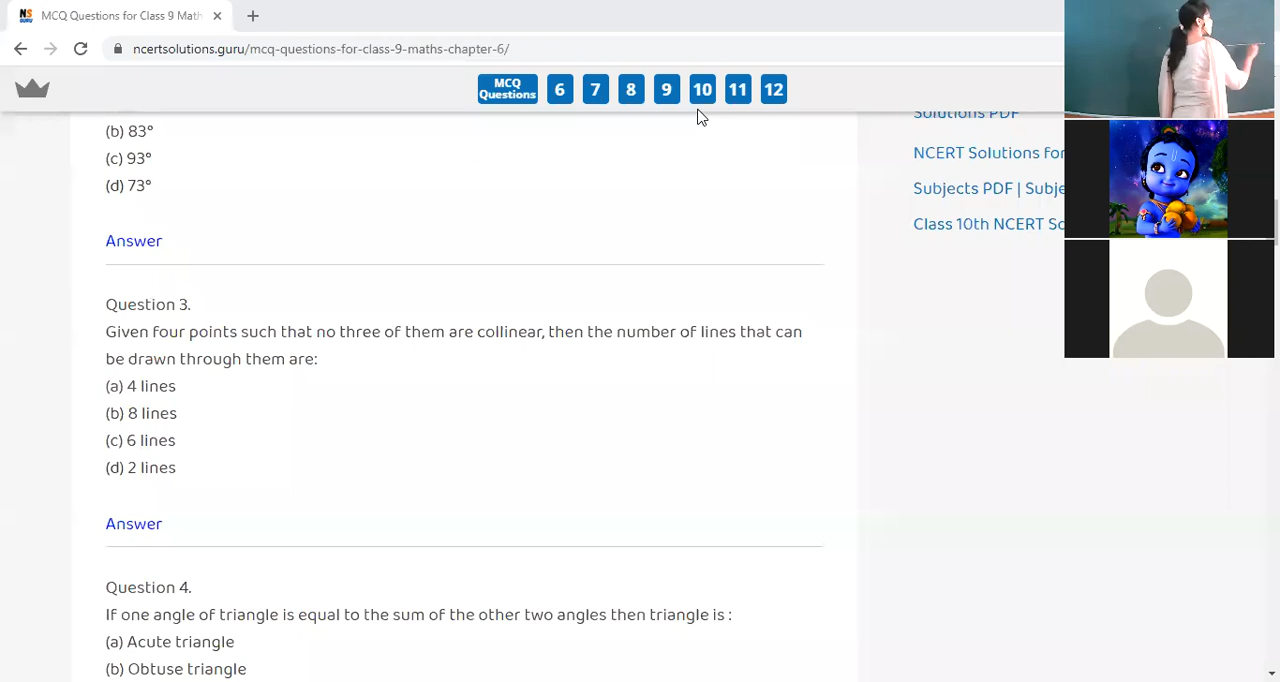 NS
GURU
MCQ Questions for Class 9 Math
ncertsolutions.guru/mcq-questions-for-class-9-maths-chapter-6/
MCQ
Questions
6 7 8 9 10 11 12
(b) 83°
(c) 93°
(d) 73°
Answer
Question 3.
Given four points such that no three of them are collinear, then the number of lines that can
be drawn through them are:
(a) 4 lines
(b) 8 lines
(c) 6 lines
(d) 2 lines
Answer
Question 4.
If one angle of triangle is equal to the sum of the other two angles then triangle is :
(a) Acute triangle
(b) Obtuse triangle
Solutions PDF
NCERT Solutions for
Subjects PDF | Subje
Class 10th NCERT So